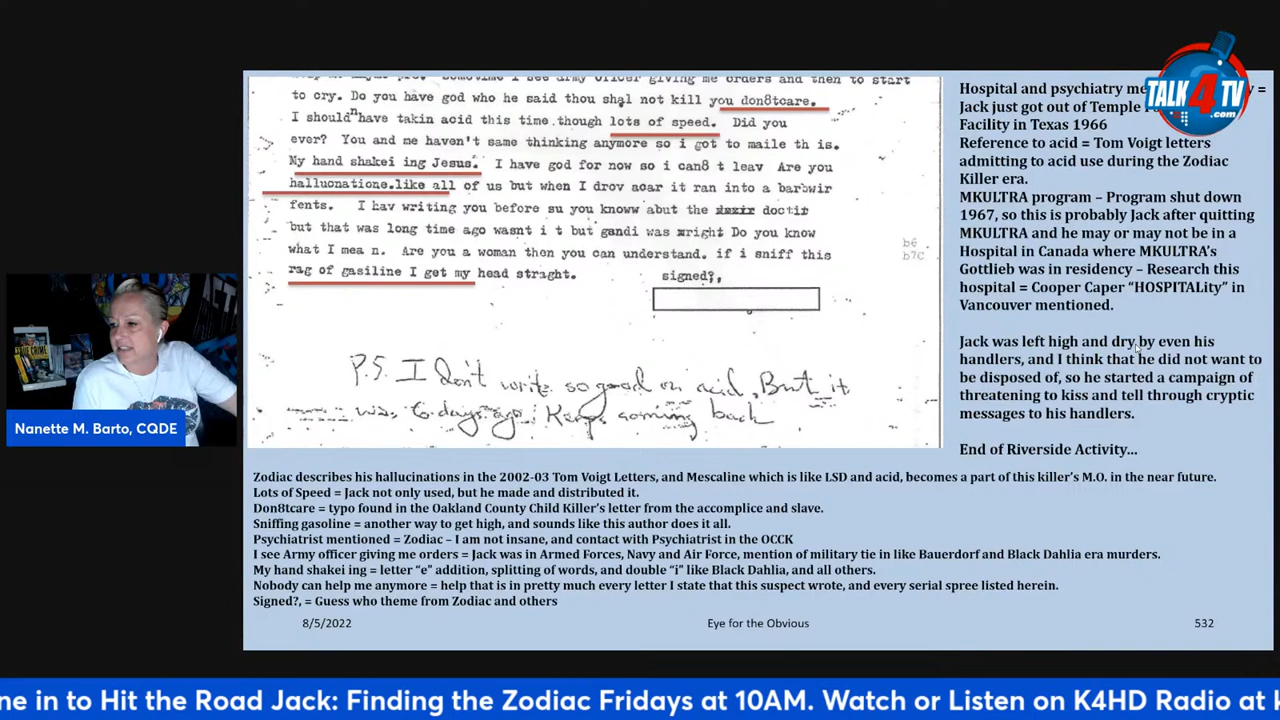 to cry. Do you have god who he said thou shal not kill you don8tcare.
I should have takin acid this time.though lots of speed. Did you
ever? You and me haven't same thinking anymore so i got to maile th is.
My hand shakei ing Jesus. I have god for now so i can8 t leav Are you
halluonatione.like all of us but when I drov acar it ran into a barbwir
fents. I hav writing you before su you knoww abut the doctit
but that was long time ago wasnt i t but gandi was wright Do you know
what I mea n. Are you a woman then you can understand. if i sniff this
rag of gasiline I get my head straght. signed?,
b6
b7C
P.S. I don't write so good on acid, But it
was 6 days ago; Keeps coming back
Hospital and psychiatry =
Jack just got out of Temple
Facility in Texas 1966
Reference to acid = Tom Voigt letters
admitting to acid use during the Zodiac
Killer era.
MKULTRA program – Program shut down
1967, so this is probably Jack after quitting
MKULTRA and he may or may not be in a
Hospital in Canada where MKULTRA's
Gottlieb was in residency – Research this
hospital = Cooper Caper “HOSPITALity” in
Vancouver mentioned.
Jack was left high and dry by even his
handlers, and I think that he did not want to
be disposed of, so he started a campaign of
threatening to kiss and tell through cryptic
messages to his handlers.
End of Riverside Activity...
TALK4TV
.com
Nanette M. Barto, CQDE
Zodiac describes his hallucinations in the 2002-03 Tom Voigt Letters, and Mescaline which is like LSD and acid, becomes a part of this killer's M.O. in the near future.
Lots of Speed = Jack not only used, but he made and distributed it.
Don8tcare = typo found in the Oakland County Child Killer's letter from the accomplice and slave.
Sniffing gasoline = another way to get high, and sounds like this author does it all.
Psychiatrist mentioned = Zodiac – I am not insane, and contact with Psychiatrist in the OCCK
I see Army officer giving me orders = Jack was in Armed Forces, Navy and Air Force, mention of military tie in like Bauerdorf and Black Dahlia era murders.
My hand shakei ing = letter “e” addition, splitting of words, and double “i” like Black Dahlia, and all others.
Nobody can help me anymore = help that is in pretty much every letter I state that this suspect wrote, and every serial spree listed herein.
Signed?, = Guess who theme from Zodiac and others
8/5/2022 Eye for the Obvious 532
ne in to Hit the Road Jack: Finding the Zodiac Fridays at 10AM. Watch or Listen on K4HD Radio at